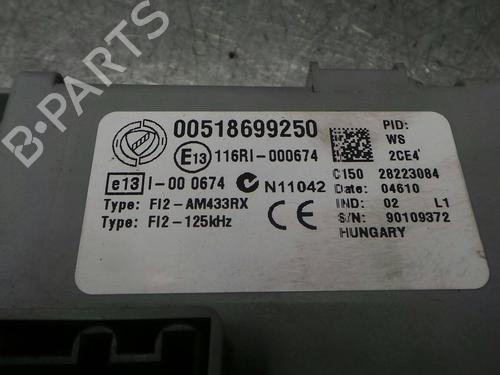 B-PARTS
00518699250
PID:
WS
2CE4
E13 116RI-000674
e13 I-00 0674
N11042
C150 28223084
Date: 04610
Type: FI2-AM433RX
IND: 02 L1
Type: FI2-125kHz
CE
S/N: 90109372
HUNGARY